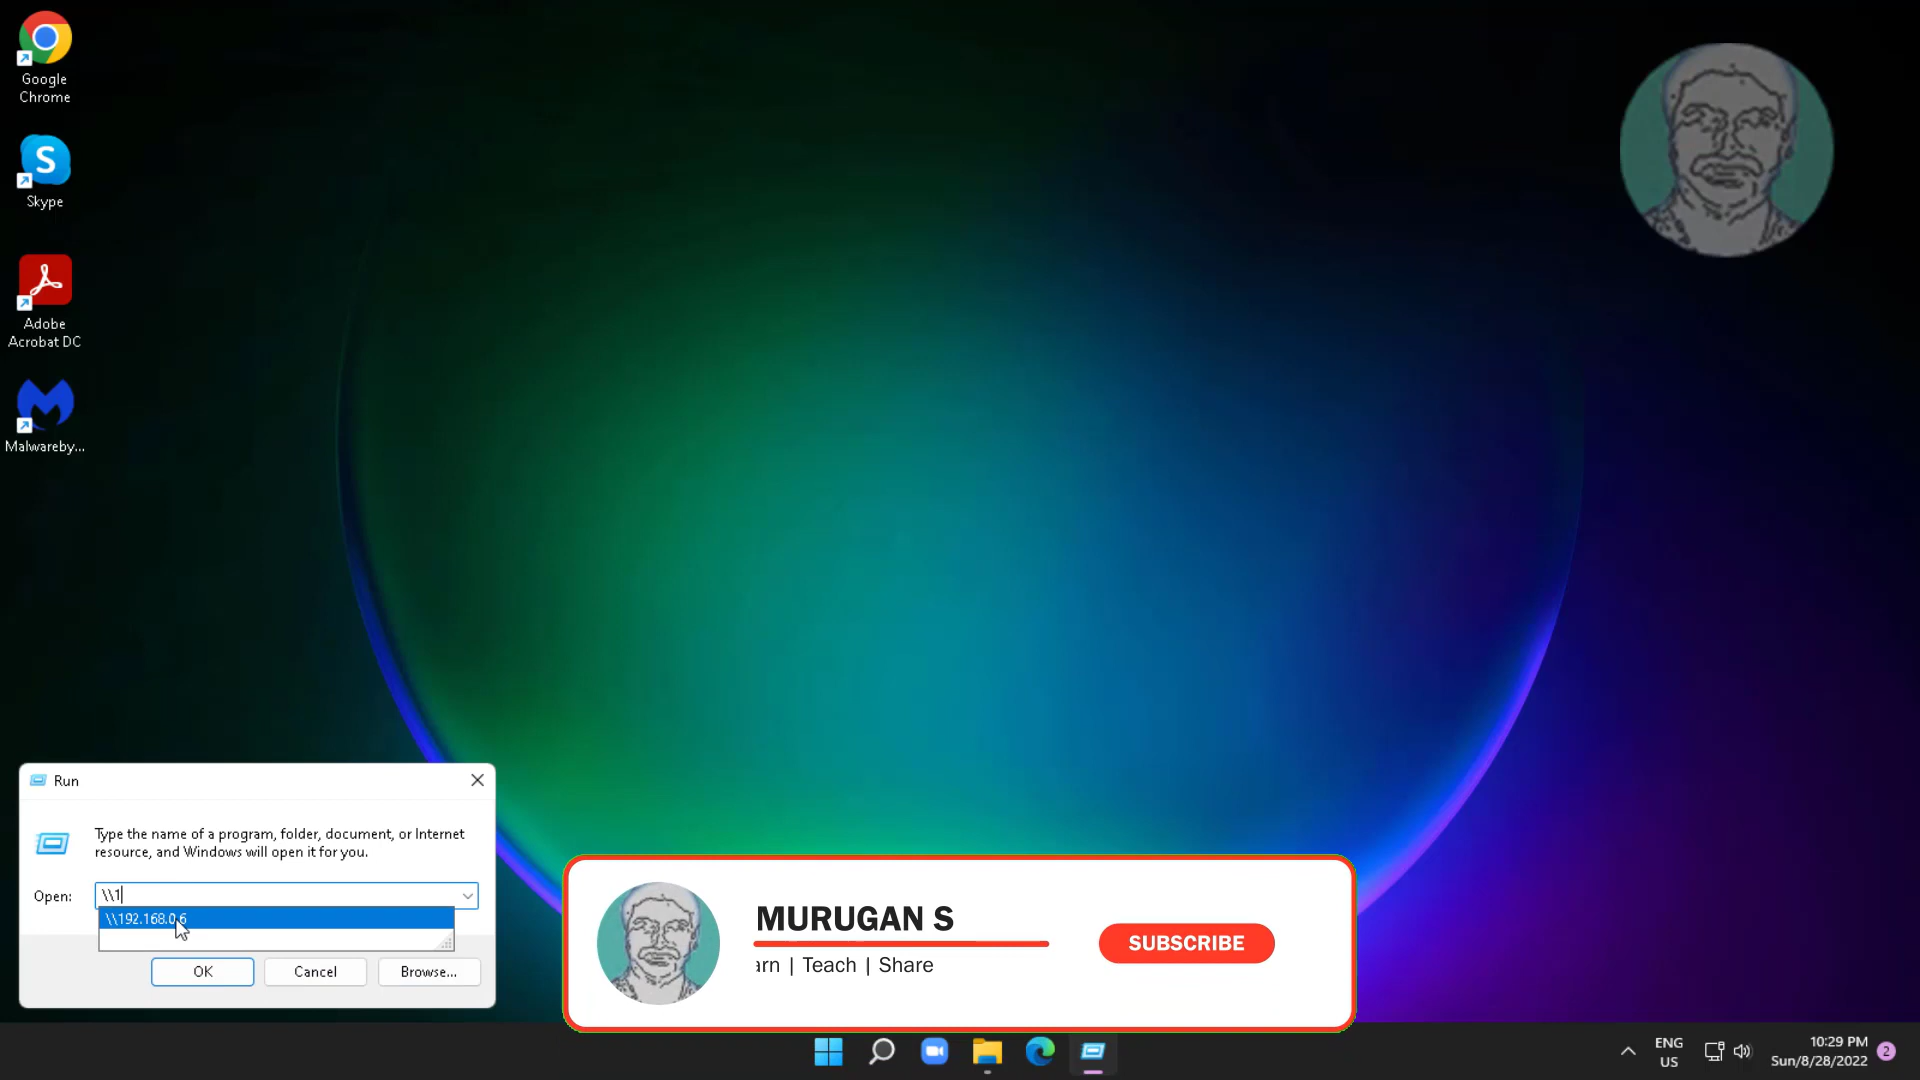 Google
Chrome
S
Skype
Adobe
Acrobat DC
Malwareby...
Run
Type the name of a program, folder, document, or Internet
resource, and Windows will open it for you.
Open:
\\1
\\192.168.0.6
OK
Cancel
Browse...
MURUGAN S
arn | Teach | Share
SUBSCRIBE
ENG
US
10:29 PM
Sun/8/28/2022
2